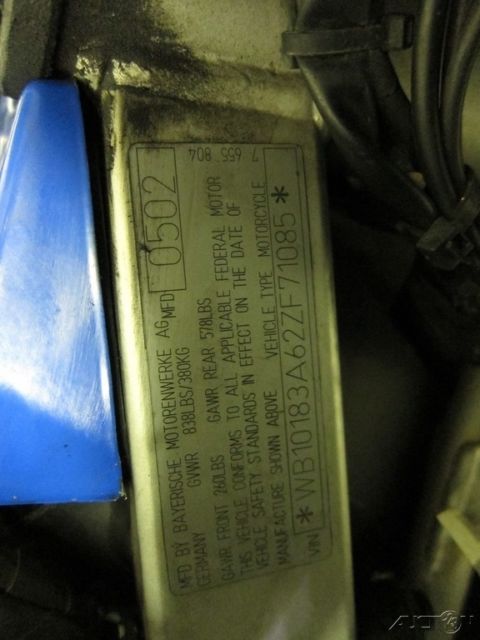 MFD BY BAYERISCHE MOTORENWERKE AG MFD 0502 7 655 804
GERMANY GVWR 838LBS/380KG
GAWR FRONT 260LBS GAWR REAR 578LBS
THIS VEHICLE CONFORMS TO ALL APPLICABLE FEDERAL MOTOR
VEHICLE SAFETY STANDARDS IN EFFECT ON THE DATE OF
MANUFACTURE SHOWN ABOVE VEHICLE TYPE MOTORCYCLE
VIN *WB10183A62ZF71085*